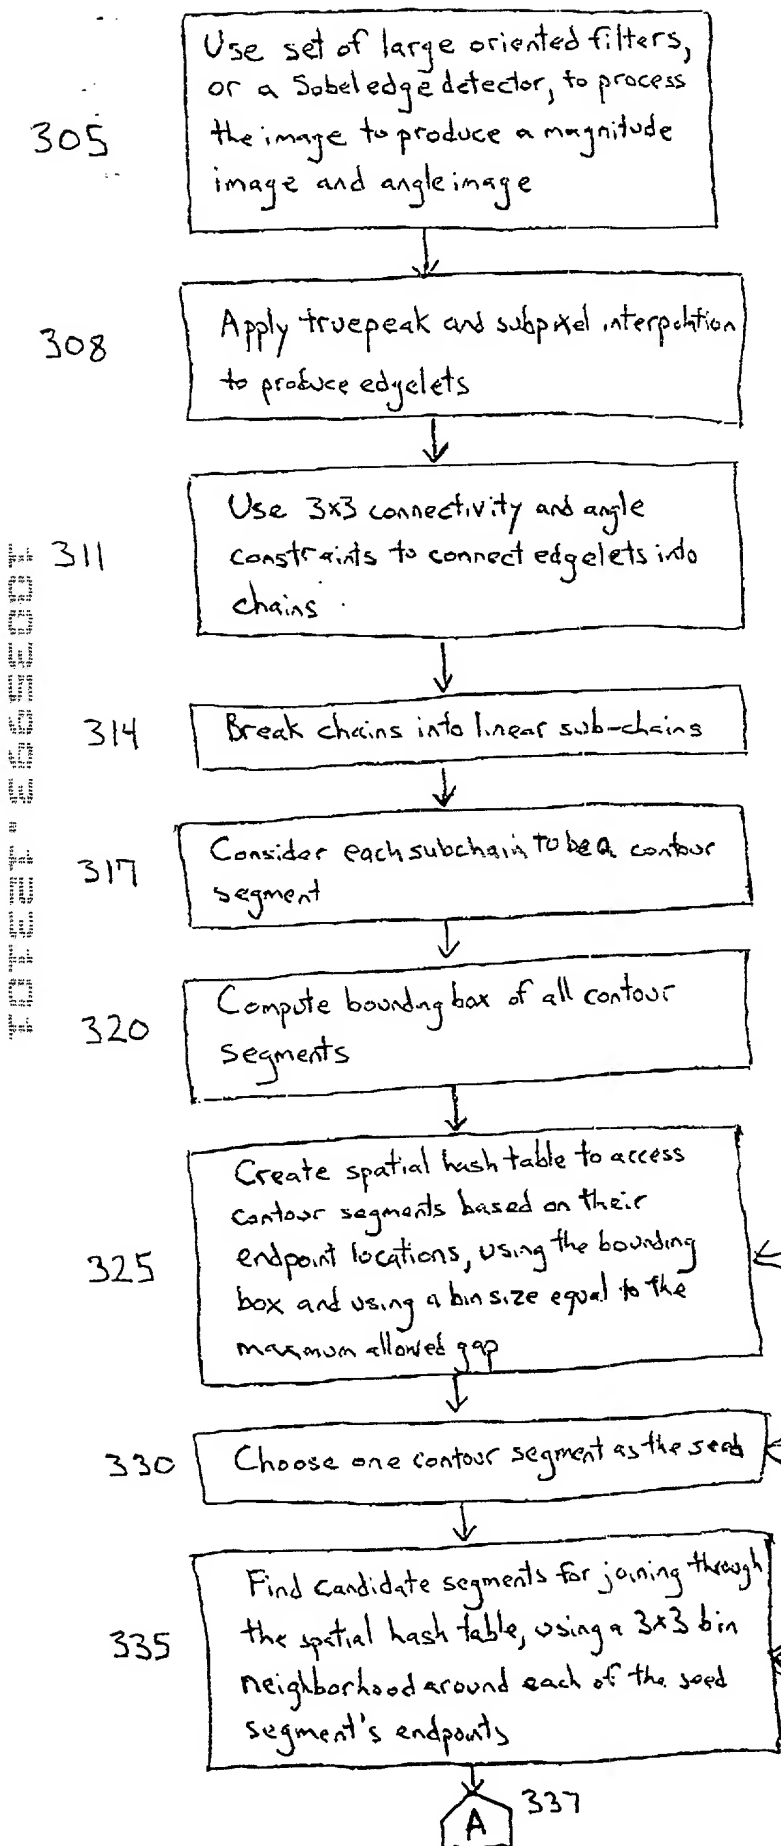 305
Use set of large oriented filters,
or a Sobel edge detector, to process
the image to produce a magnitude
image and angle image
308
Apply truepeak and subpixel interpolation
to produce edgelets
311
Use 3x3 connectivity and angle
constraints to connect edgelets into
chains.
314
Break chains into linear sub-chains
317
Consider each subchain to be a contour
segment
320
Compute bounding box of all contour
segments
325
Create spatial hash table to access
contour segments based on their
endpoint locations, using the bounding
box and using a bin size equal to the
maximum allowed gap
330
Choose one contour segment as the seed
335
Find candidate segments for joining through
the spatial hash table, using a 3x3 bin
neighborhood around each of the seed
segment's endpoints
337
A